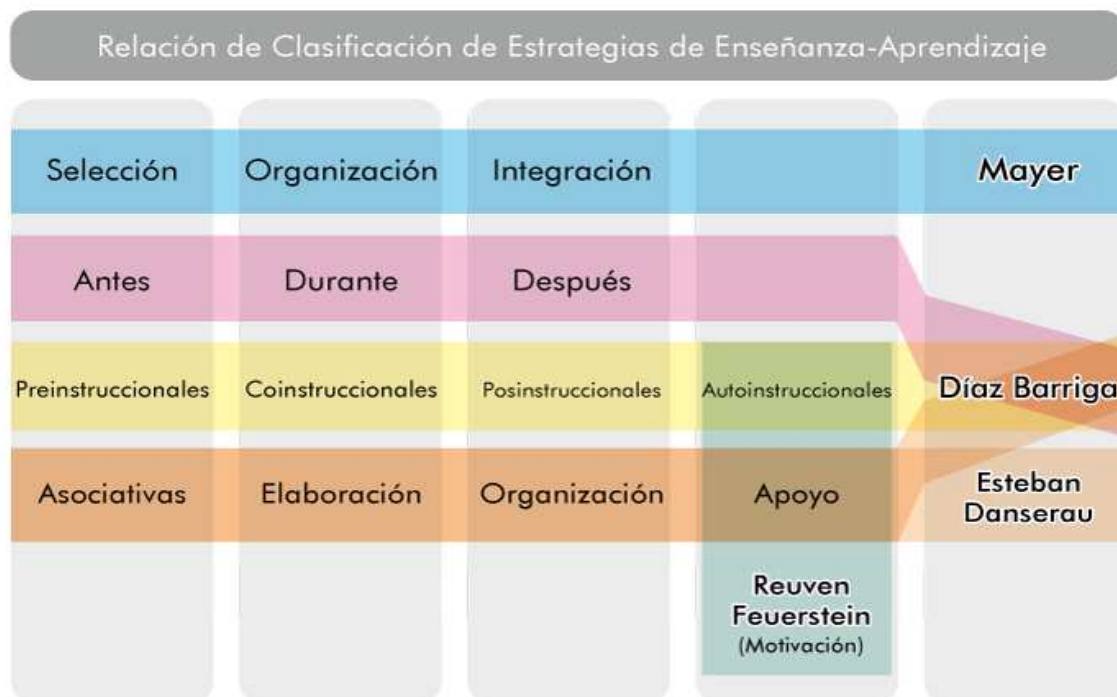 Relación de Clasificación de Estrategias de Enseñanza-Aprendizaje
Selección Organización Integración Mayer
Antes Durante Después
Preinstruccionales Coinstruccionales Posinstruccionales Autoinstruccionales Díaz Barriga
Asociativas Elaboración Organización Apoyo Esteban
Danserau
Reuven
Feuerstein
(Motivación)